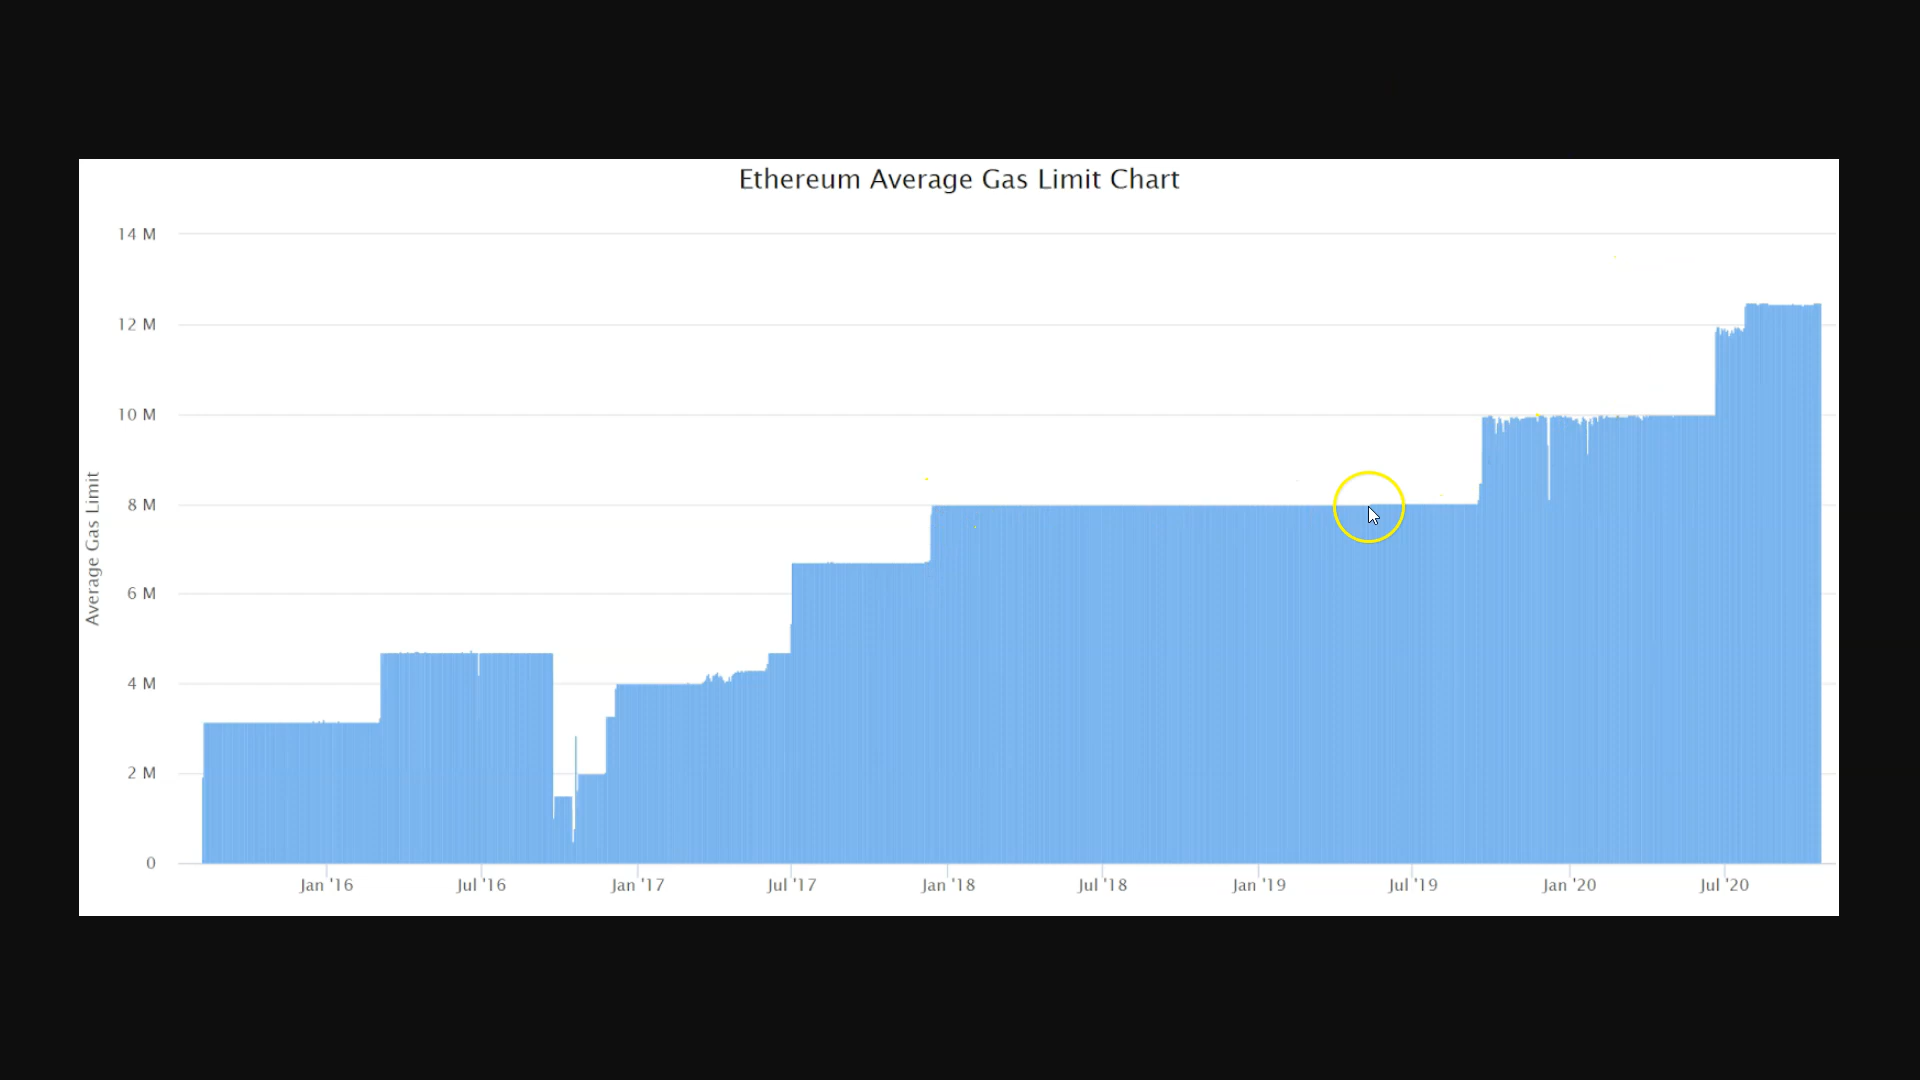 Ethereum Average Gas Limit Chart
Average Gas Limit
14 M
12 M
10 M
8 M
6 M
4 M
2 M
0
Jan '16
Jul '16
Jan '17
Jul '17
Jan '18
Jul '18
Jan '19
Jul '19
Jan '20
Jul '20